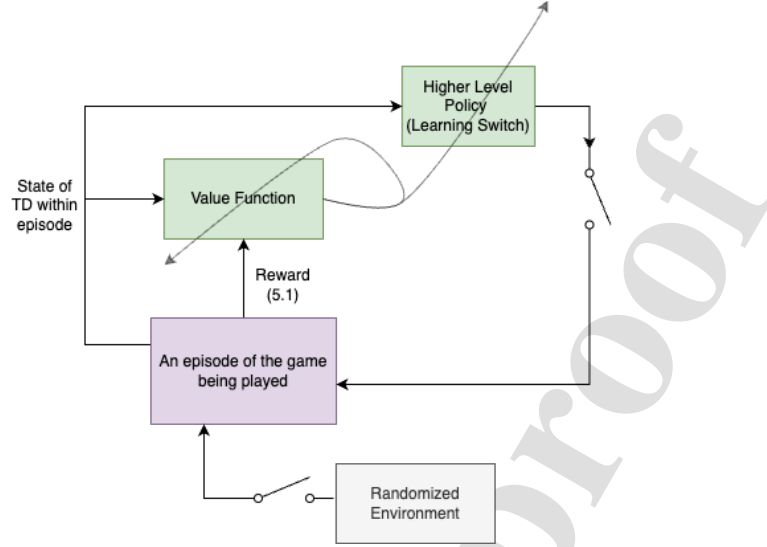 Higher Level
Policy
(Learning Switch)
State of
TD within
episode
Value Function
Reward
(5.1)
An episode of the game
being played
Randomized
Environment
proof